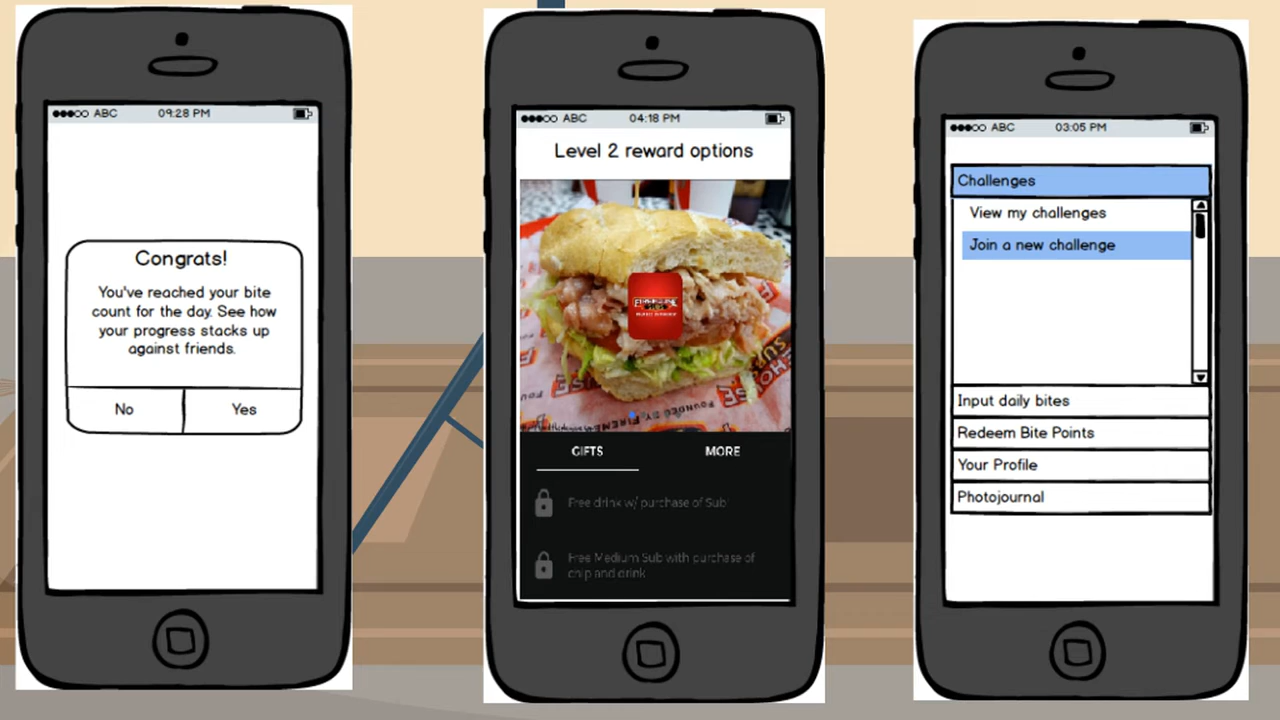 ABC 09:28 PM
Congrats!
You've reached your bite
count for the day. See how
your progress stacks up
against friends.
No Yes
ABC 04:18 PM
Level 2 reward options
FOUNDED BY FIREMEN
GIFTS MORE
Free drink w/ purchase of Sub
Free Medium Sub with purchase of
chip and drink
ABC 03:05 PM
Challenges
View my challenges
Join a new challenge
Input daily bites
Redeem Bite Points
Your Profile
Photojournal